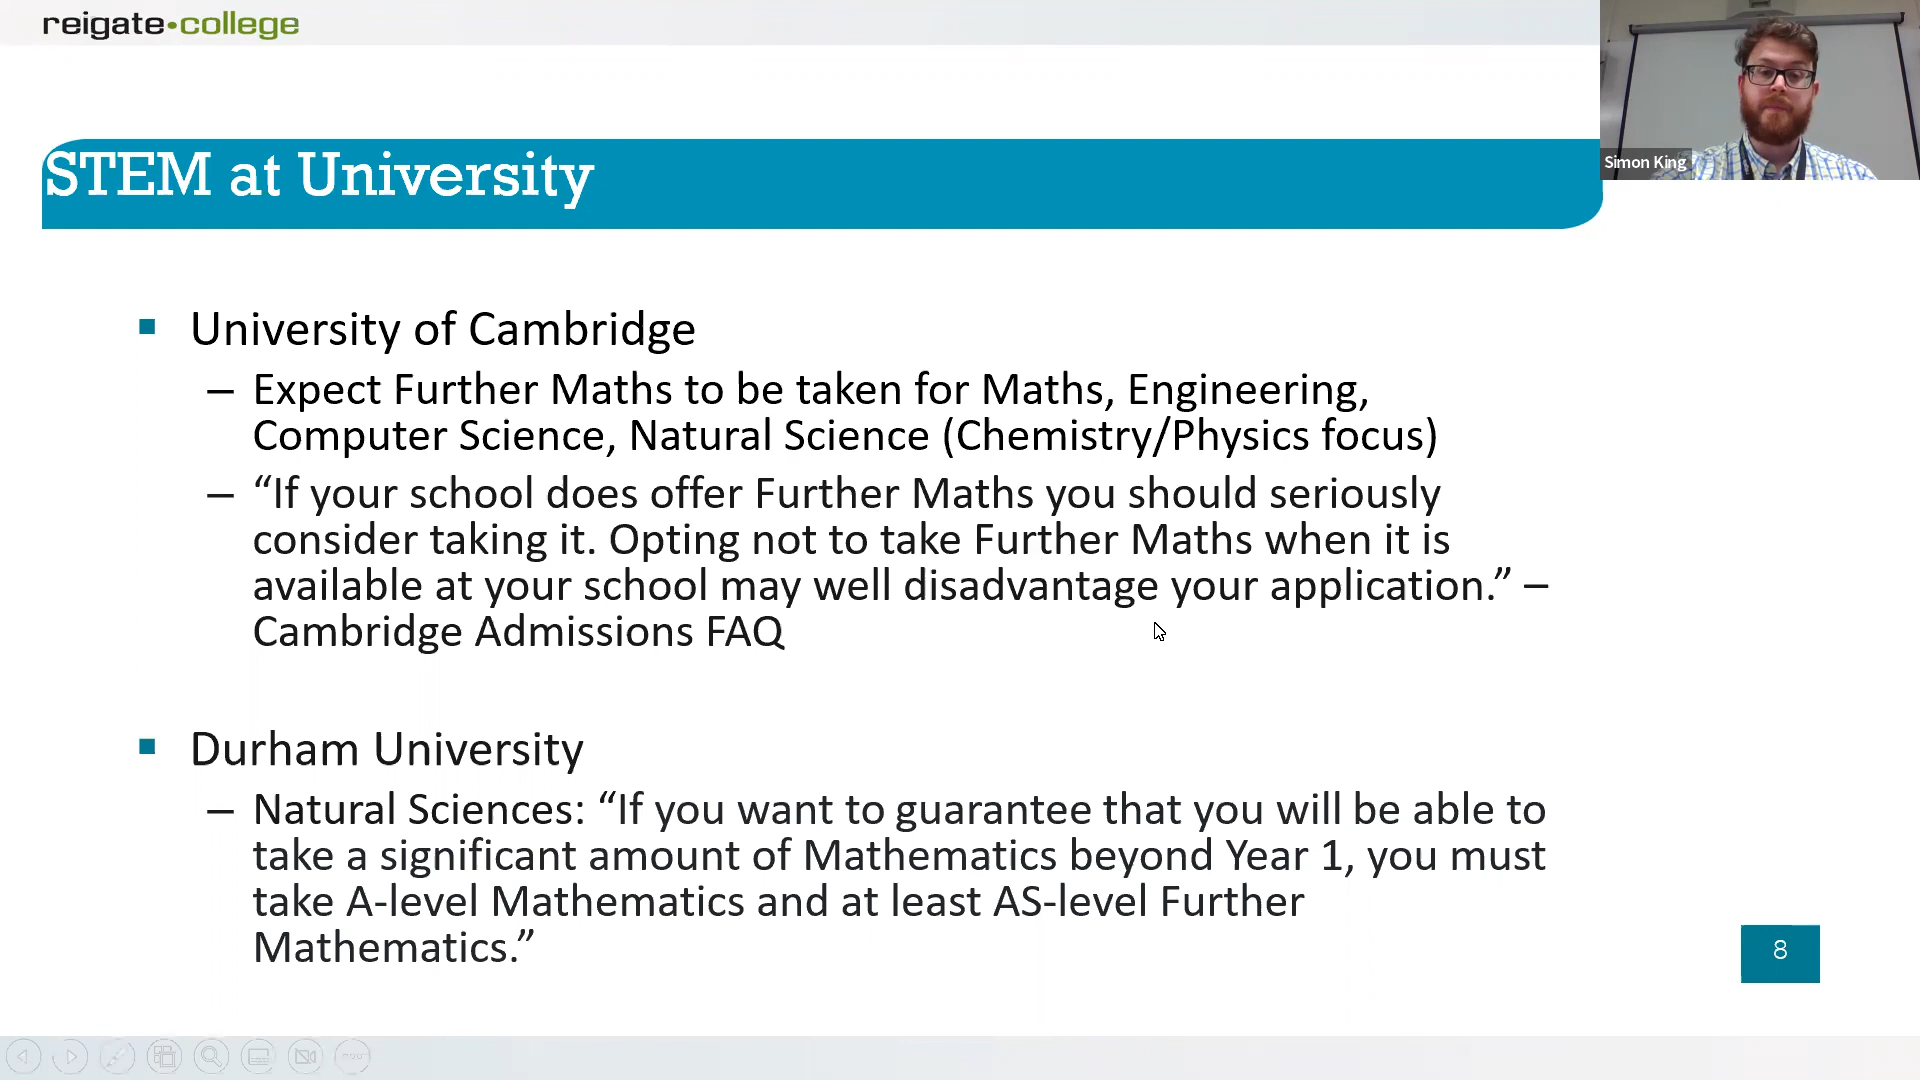 reigate•college
Simon King
STEM at University
University of Cambridge
– Expect Further Maths to be taken for Maths, Engineering,
Computer Science, Natural Science (Chemistry/Physics focus)
– “If your school does offer Further Maths you should seriously
consider taking it. Opting not to take Further Maths when it is
available at your school may well disadvantage your application.” –
Cambridge Admissions FAQ
Durham University
– Natural Sciences: “If you want to guarantee that you will be able to
take a significant amount of Mathematics beyond Year 1, you must
take A-level Mathematics and at least AS-level Further
Mathematics.”
8